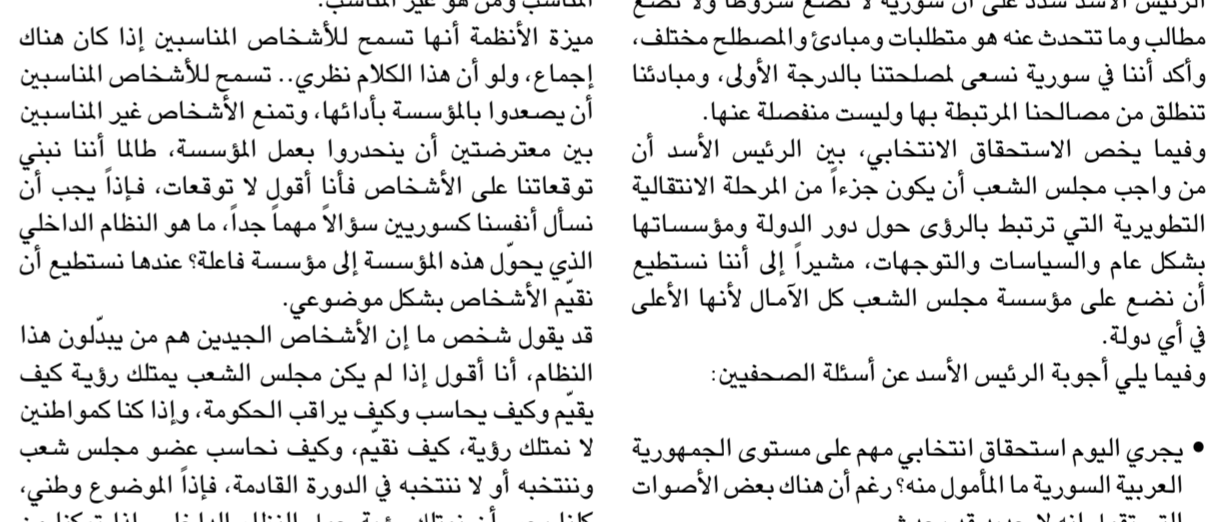 الرئيس الأسد شدد على أن سورية لا تضع شروطاً ولا تضع
مطالب وما تتحدث عنه هو متطلبات ومبادئ والمصطلح مختلف،
وأكد أننا في سورية نسعى لمصلحتنا بالدرجة الأولى، ومبادئنا
تنطلق من مصالحنا المرتبطة بها وليست منفصلة عنها.
وفيما يخص الاستحقاق الانتخابي، بين الرئيس الأسد أن
من واجب مجلس الشعب أن يكون جزءاً من المرحلة الانتقالية
التطويرية التي ترتبط بالرؤى حول دور الدولة ومؤسساتها
بشكل عام والسياسات والتوجهات، مشيراً إلى أننا نستطيع
أن نضع على مؤسسة مجلس الشعب كل الآمال لأنها الأعلى
في أي دولة.
وفيما يلي أجوبة الرئيس الأسد عن أسئلة الصحفيين:
• يجري اليوم استحقاق انتخابي مهم على مستوى الجمهورية
العربية السورية ما المأمول منه؟ رغم أن هناك بعض الأصوات
المناسب ومن هو غير المناسب.
ميزة الأنظمة أنها تسمح للأشخاص المناسبين إذا كان هناك
إجماع، ولو أن هذا الكلام نظري.. تسمح للأشخاص المناسبين
أن يصعدوا بالمؤسسة بأدائها، وتمنع الأشخاص غير المناسبين
بين معترضتين أن ينحدروا بعمل المؤسسة، طالما أننا نبني
توقعاتنا على الأشخاص فأنا أقول لا توقعات، فإذاً يجب أن
نسأل أنفسنا كسوريين سؤالاً مهماً جداً، ما هو النظام الداخلي
الذي يحوّل هذه المؤسسة إلى مؤسسة فاعلة؟ عندها نستطيع أن
نقيّم الأشخاص بشكل موضوعي.
قد يقول شخص ما إن الأشخاص الجيدين هم من يبدّلون هذا
النظام، أنا أقول إذا لم يكن مجلس الشعب يمتلك رؤية كيف
يقيّم وكيف يحاسب وكيف يراقب الحكومة، وإذا كنا كمواطنين
لا نمتلك رؤية، كيف نقيّم، وكيف نحاسب عضو مجلس شعب
وننتخبه أو لا ننتخبه في الدورة القادمة، فإذاً الموضوع وطني،